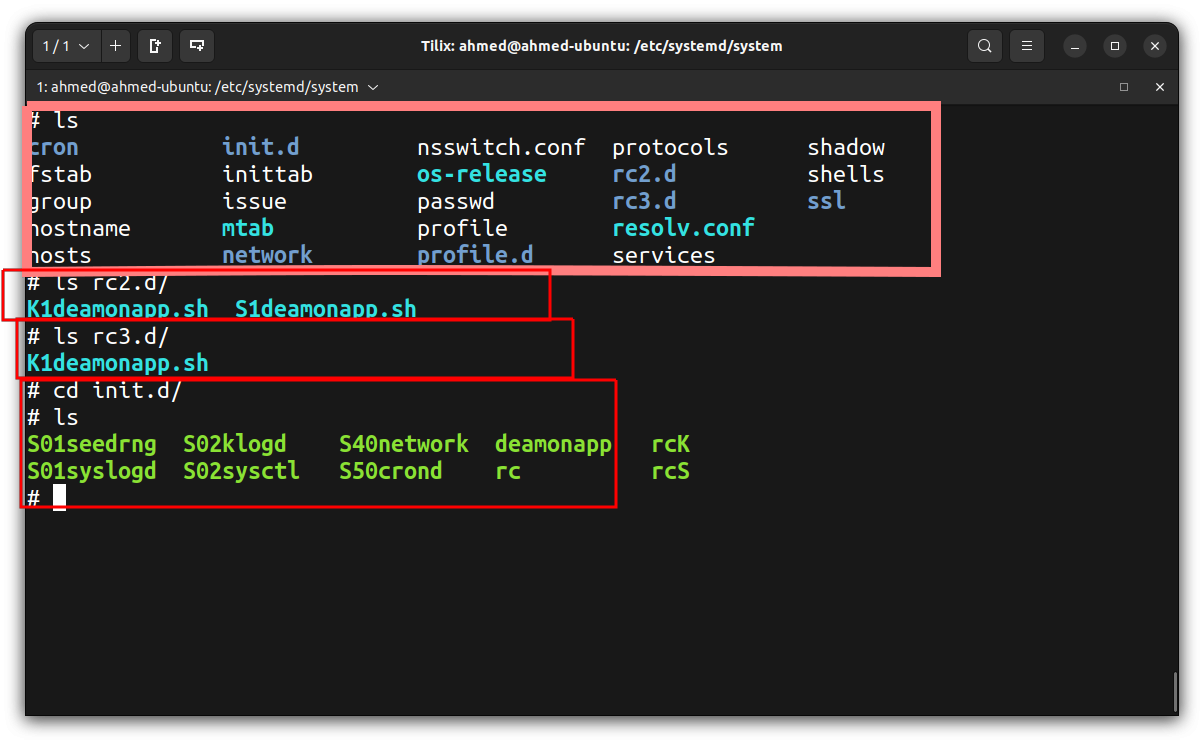 1 / 1
Tilix: ahmed@ahmed-ubuntu: /etc/systemd/system
1: ahmed@ahmed-ubuntu: /etc/systemd/system
# ls
cron init.d nsswitch.conf protocols shadow
fstab inittab os-release rc2.d shells
group issue passwd rc3.d ssl
hostname mtab profile resolv.conf
hosts network profile.d services
# ls rc2.d/
K1deamonapp.sh S1deamonapp.sh
# ls rc3.d/
K1deamonapp.sh
# cd init.d/
# ls
S01seedrng S02klogd S40network deamonapp rcK
S01syslogd S02sysctl S50crond rc rcS
#